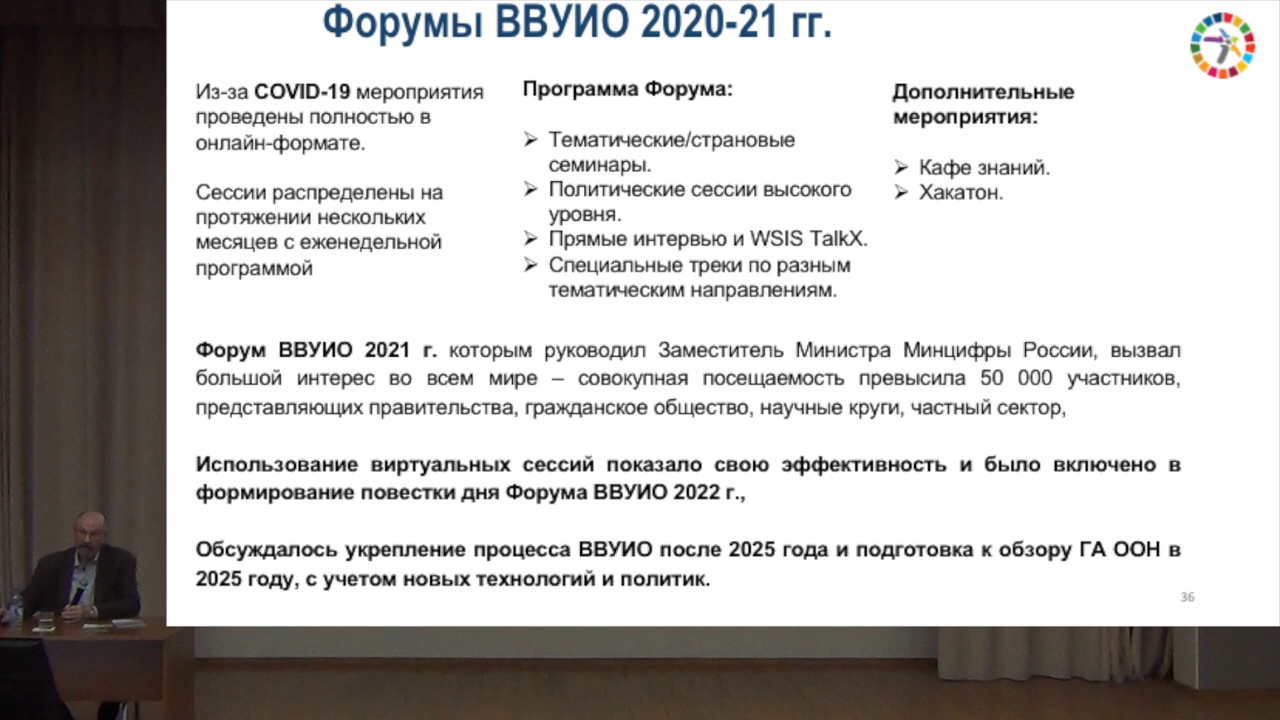 Форумы ВВУИО 2020-21 гг.
Из-за COVID-19 мероприятия
проведены полностью в
онлайн-формате.
Сессии распределены на
протяжении нескольких
месяцев с еженедельной
программой
Программа Форума:
➢ Тематические/страновые
семинары.
➢ Политические сессии высокого
уровня.
➢ Прямые интервью и WSIS TalkX.
➢ Специальные треки по разным
тематическим направлениям.
Дополнительные
мероприятия:
➢ Кафе знаний.
➢ Хакатон.
Форум ВВУИО 2021 г. которым руководил Заместитель Министра Минцифры России, вызвал
большой интерес во всем мире – совокупная посещаемость превысила 50 000 участников,
представляющих правительства, гражданское общество, научные круги, частный сектор,
Использование виртуальных сессий показало свою эффективность и было включено в
формирование повестки дня Форума ВВУИО 2022 г.,
Обсуждалось укрепление процесса ВВУИО после 2025 года и подготовка к обзору ГА ООН в
2025 году, с учетом новых технологий и политик.
36